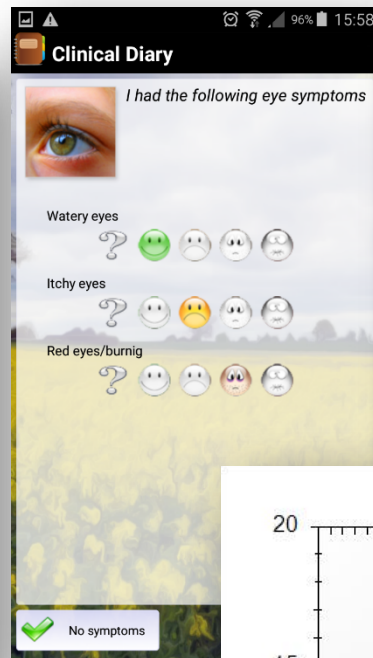 96% 15:58
Clinical Diary
I had the following eye symptoms
Watery eyes
?
Itchy eyes
?
Red eyes/burnig
?
20
No symptoms